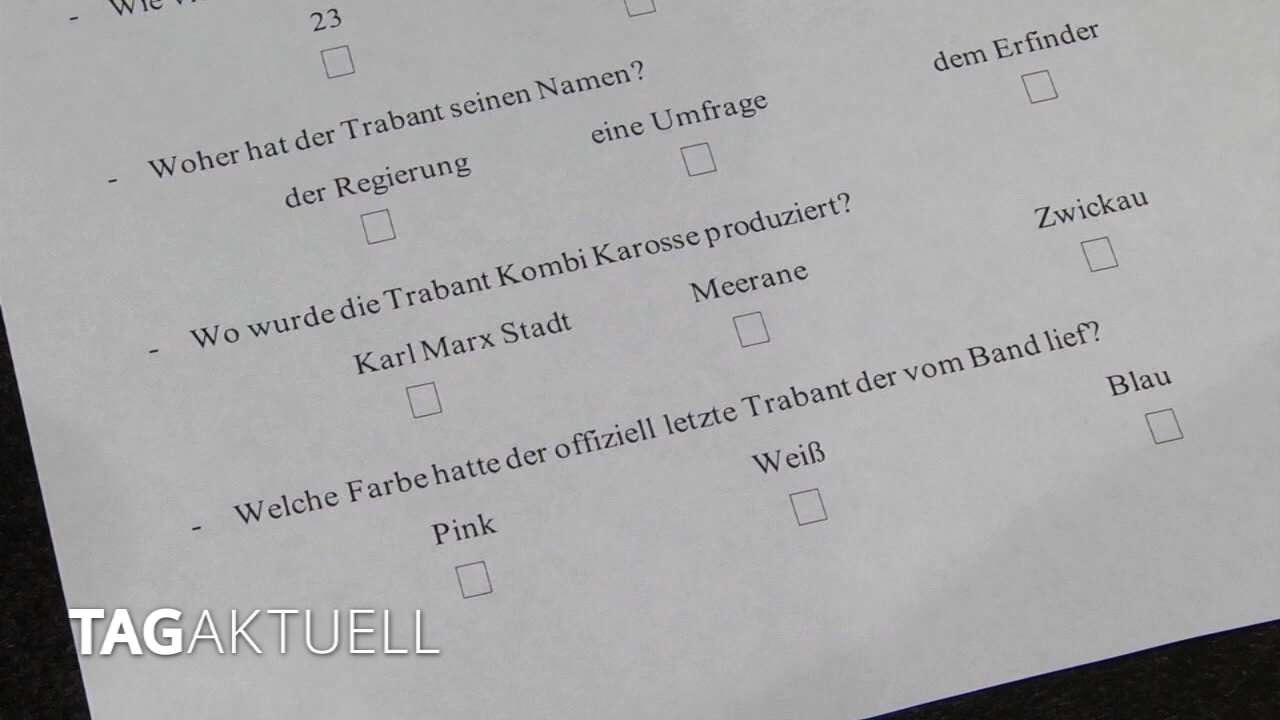 - Wie
23
- Woher hat der Trabant seinen Namen?
der Regierung eine Umfrage dem Erfinder
- Wo wurde die Trabant Kombi Karosse produziert?
Karl Marx Stadt Meerane Zwickau
- Welche Farbe hatte der offiziell letzte Trabant der vom Band lief?
Pink Weiß Blau
TAGAKTUELL